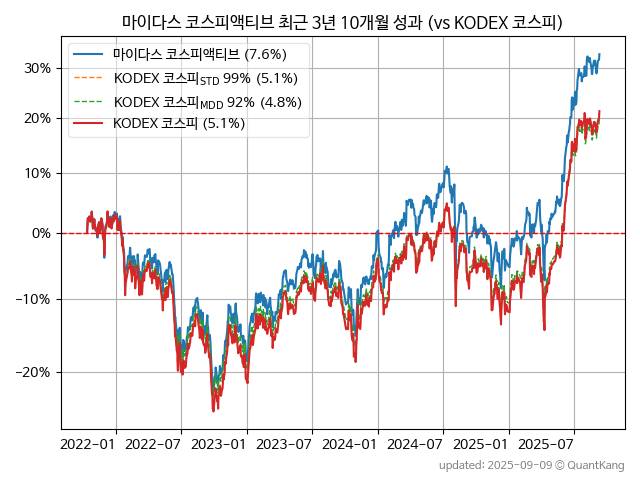 마이다스 코스피액티브 최근 3년 10개월 성과 (vs KODEX 코스피)
마이다스 코스피액티브 (7.6%)
KODEX 코스피STD 99% (5.1%)
KODEX 코스피MDD 92% (4.8%)
KODEX 코스피 (5.1%)
30%
20%
10%
0%
−10%
−20%
2022-01 2022-07 2023-01 2023-07 2024-01 2024-07 2025-01 2025-07
updated: 2025-09-09 © QuantKang